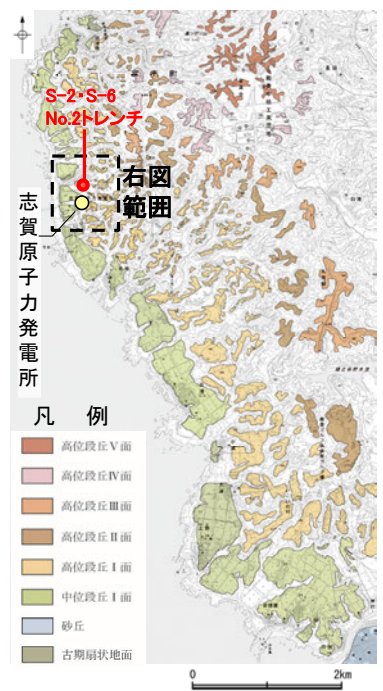 S-2・S-6
No.2トレンチ
右図
範囲
志賀原子力発電所
凡 例
高位段丘Ⅴ面
高位段丘Ⅳ面
高位段丘Ⅲ面
高位段丘Ⅱ面
高位段丘Ⅰ面
中位段丘Ⅰ面
砂丘
古期扇状地面
0 2km